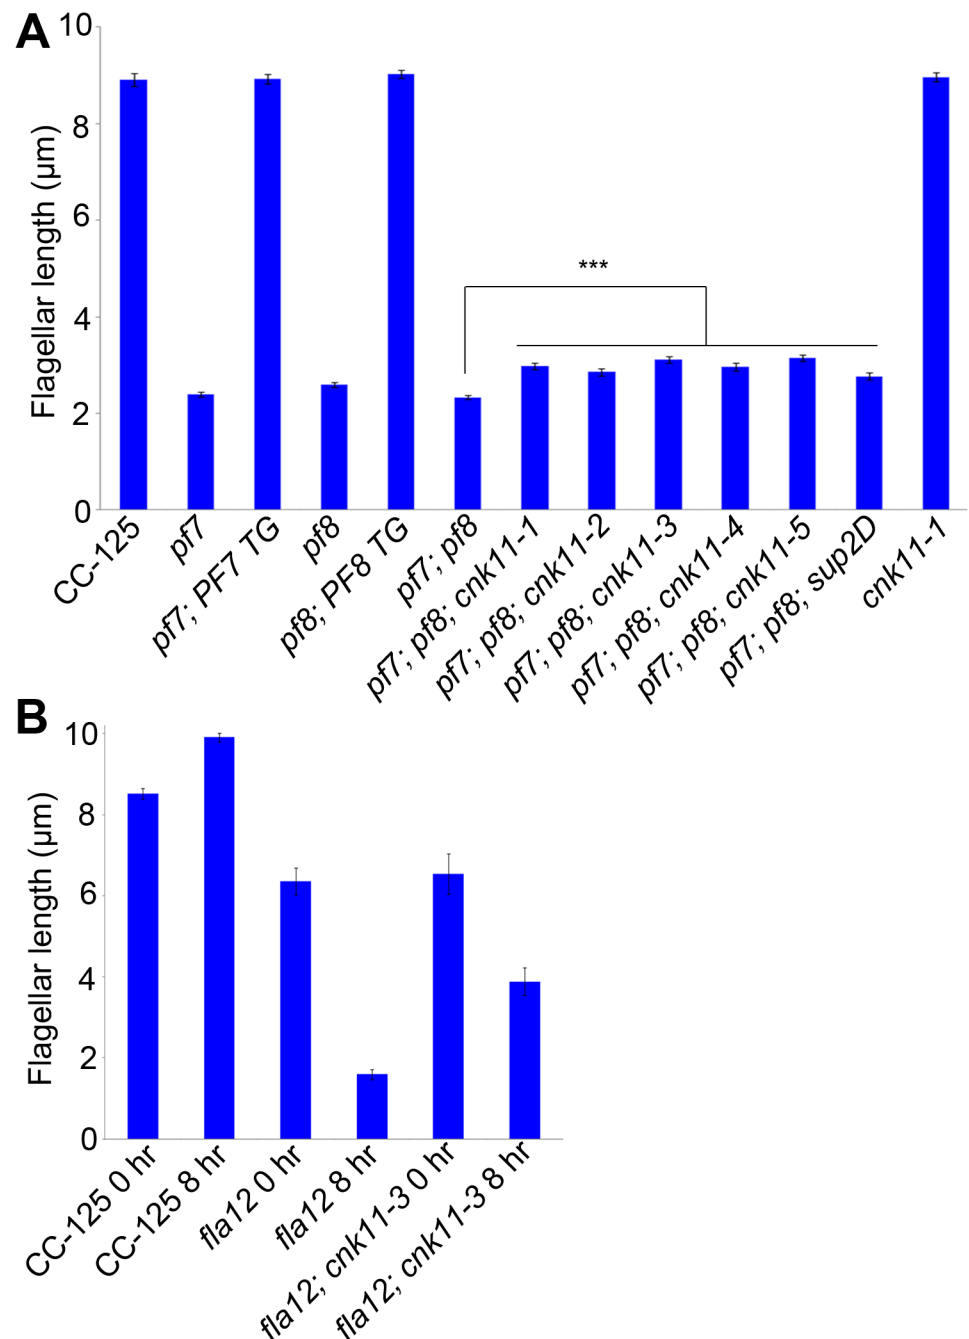 A
Flagellar length (µm)
10
8
6
4
2
0
***
CC-125
pf7
pf7; PF7 TG
pf8
pf8; PF8 TG
pf7; pf8
pf7; pf8; cnk11-1
pf7; pf8; cnk11-2
pf7; pf8; cnk11-3
pf7; pf8; cnk11-4
pf7; pf8; cnk11-5
pf7; pf8; sup2D
cnk11-1
B
Flagellar length (µm)
10
8
6
4
2
0
CC-125 0 hr
CC-125 8 hr
fla12 0 hr
fla12 8 hr
fla12; cnk11-3 0 hr
fla12; cnk11-3 8 hr